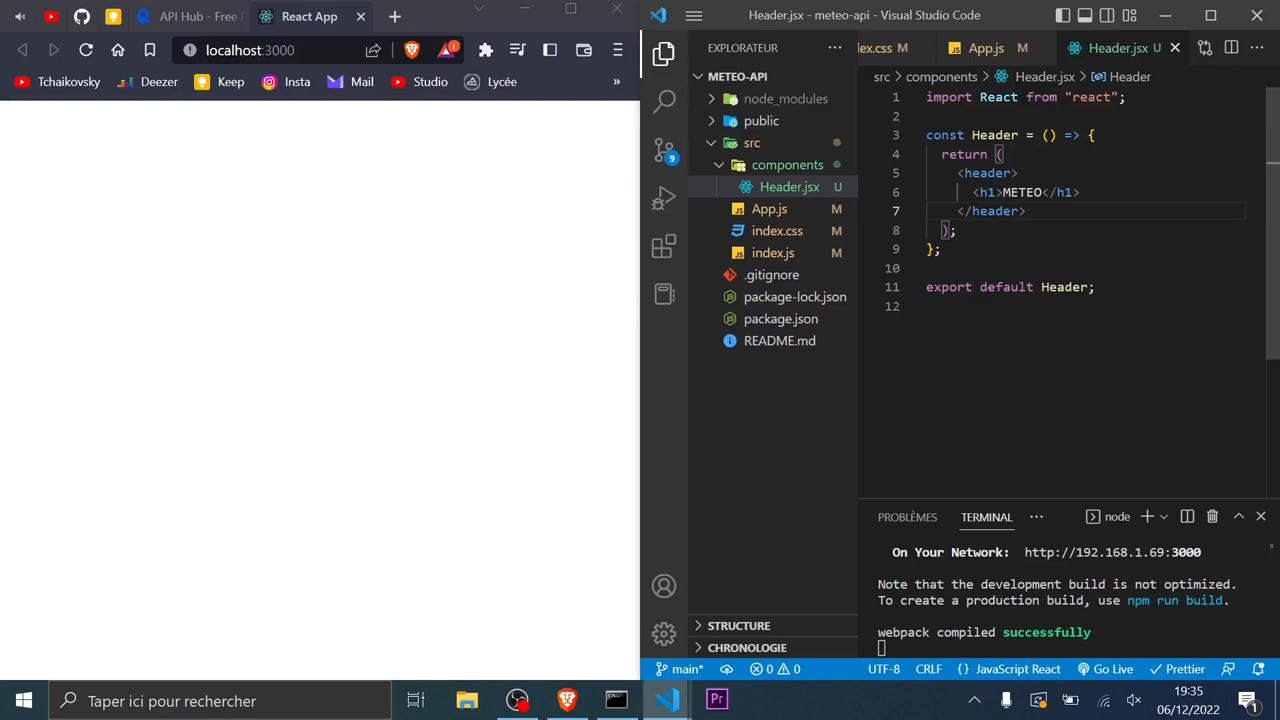 API Hub - Free F
React App
localhost:3000
1
Tchaikovsky
Deezer
Keep
Insta
Mail
Studio
Lycée
»
Header.jsx - meteo-api - Visual Studio Code
EXPLORATEUR
ex.css M
App.js M
Header.jsx U
METEO-API
src > components > Header.jsx > Header
node_modules
public
src
components
Header.jsx U
App.js M
index.css M
index.js M
.gitignore
package-lock.json
package.json
README.md
9
1 import React from "react";
2
3 const Header = () => {
4 return (
5 <header>
6 <h1>METEO</h1>
7 </header>
8 );
9 };
10
11 export default Header;
12
PROBLÈMES
TERMINAL
node
On Your Network: http://192.168.1.69:3000
Note that the development build is not optimized.
To create a production build, use npm run build.
webpack compiled successfully
STRUCTURE
CHRONOLOGIE
main*
0
0
UTF-8
CRLF
{} JavaScript React
Go Live
Prettier
Taper ici pour rechercher
Pr
19:35
06/12/2022
1